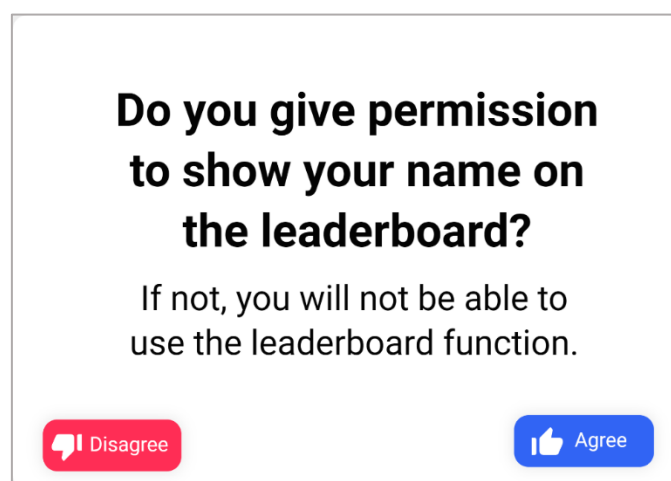 Do you give permission
to show your name on
the leaderboard?
If not, you will not be able to
use the leaderboard function.
Disagree
Agree